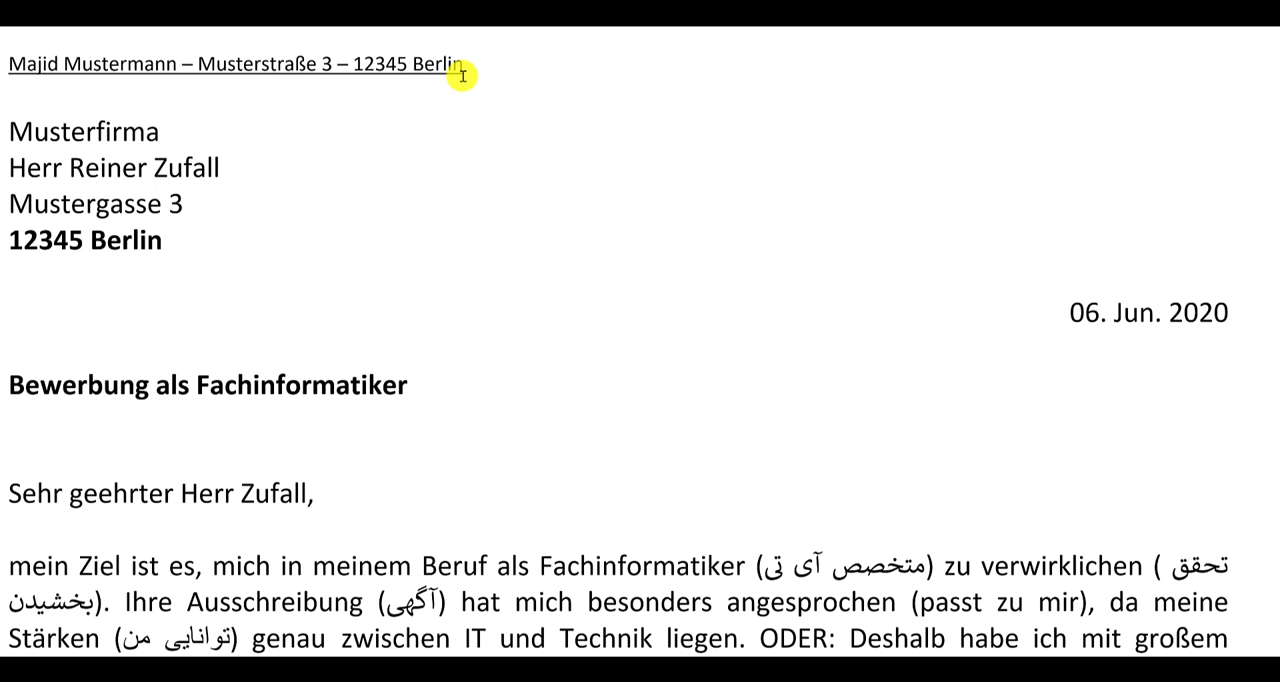 Majid Mustermann – Musterstraße 3 – 12345 Berlin
Musterfirma
Herr Reiner Zufall
Mustergasse 3
12345 Berlin
06. Jun. 2020
Bewerbung als Fachinformatiker
Sehr geehrter Herr Zufall,
mein Ziel ist es, mich in meinem Beruf als Fachinformatiker (متخصص آی تی) zu verwirklichen ( تحقق
بخشیدن). Ihre Ausschreibung (آگهی) hat mich besonders angesprochen (passt zu mir), da meine
Stärken (توانایی من) genau zwischen IT und Technik liegen. ODER: Deshalb habe ich mit großem